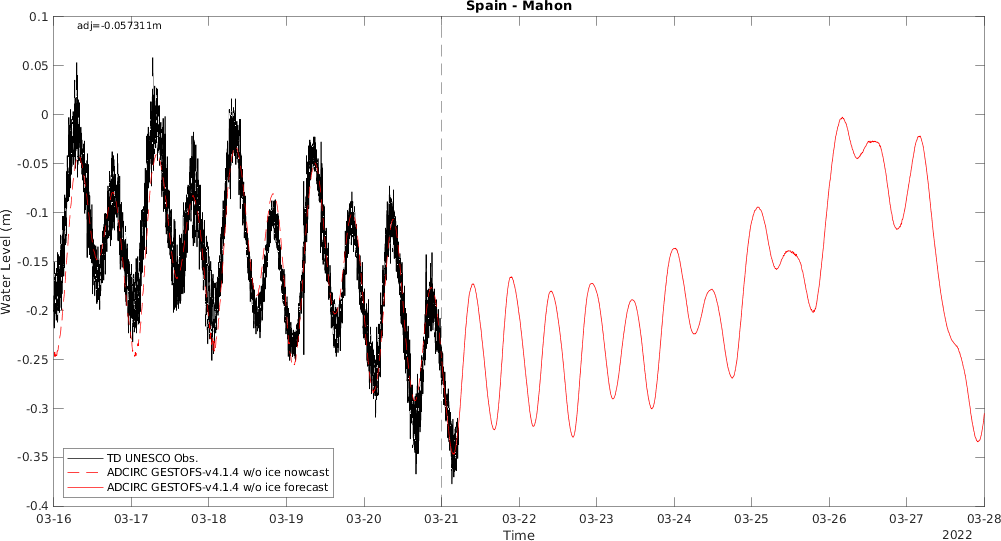 Spain - Mahon
adj=-0.057311m
0.1
0.05
0
-0.05
-0.1
-0.15
-0.2
-0.25
-0.3
-0.35
-0.4
Water Level (m)
TD UNESCO Obs.
ADCIRC GESTOFS-v4.1.4 w/o ice nowcast
ADCIRC GESTOFS-v4.1.4 w/o ice forecast
03-16 03-17 03-18 03-19 03-20 03-21 03-22 03-23 03-24 03-25 03-26 03-27 03-28
Time
2022